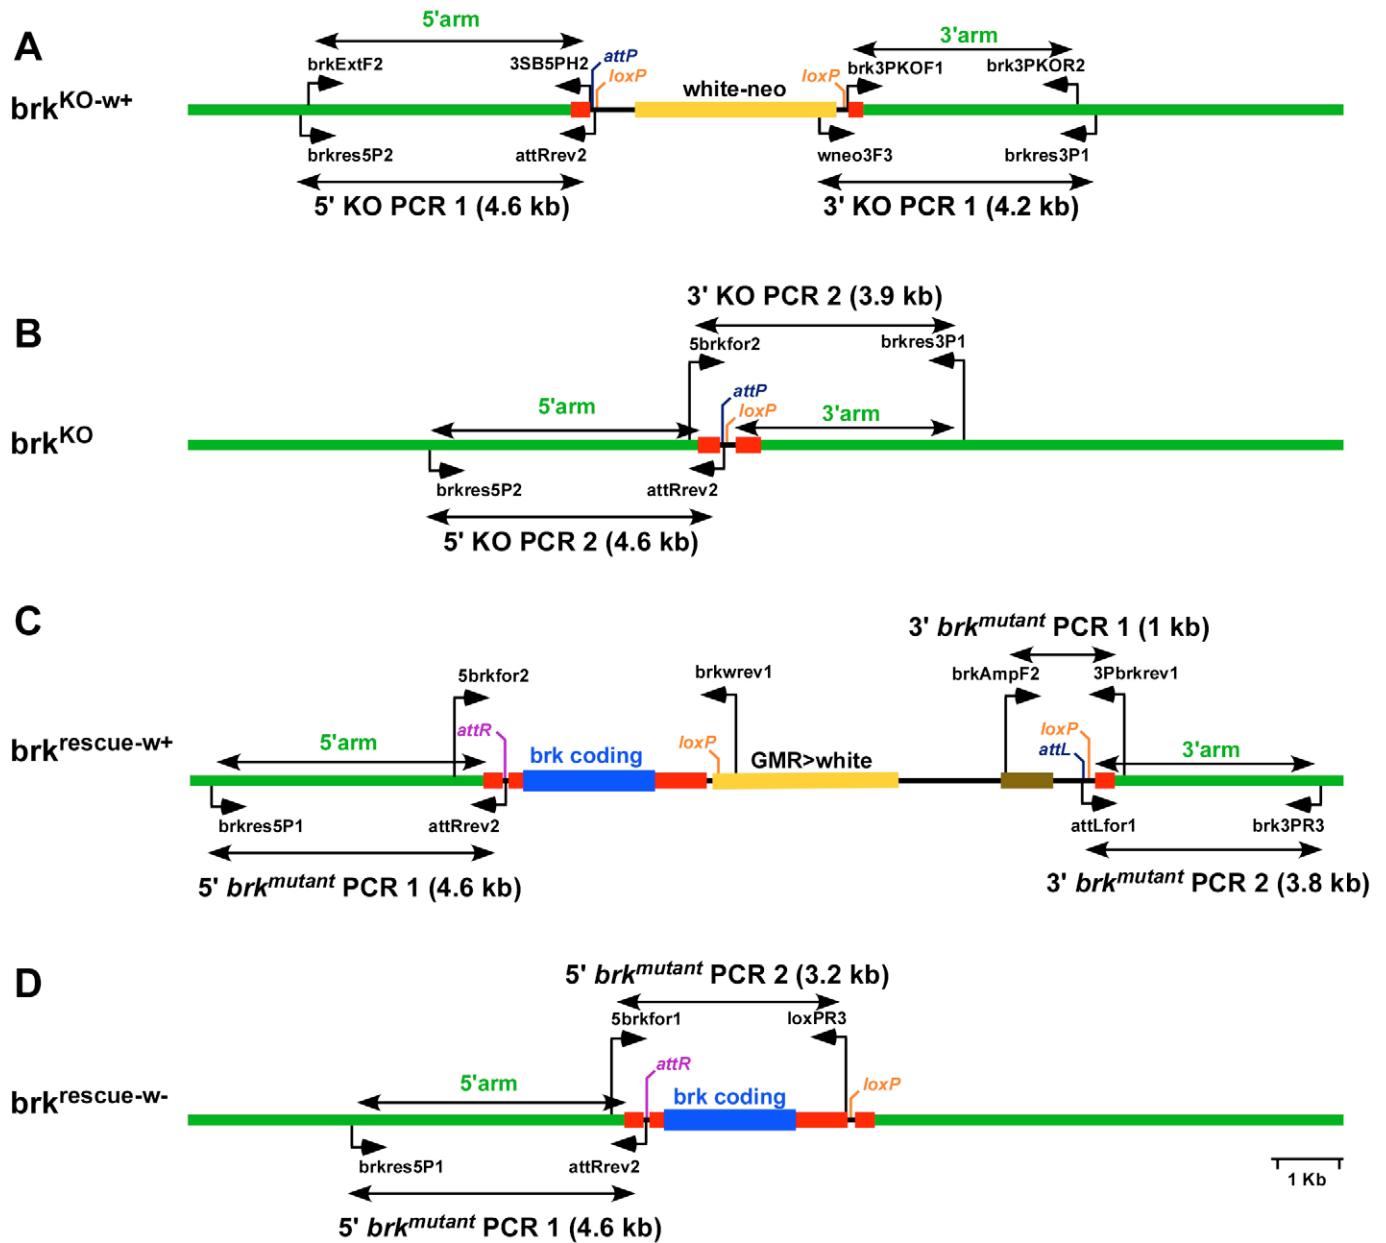 A
5'arm
3'arm
brkExtF2
3SB5PH2
attP
loxP
loxP
brk3PKOF1
brk3PKOR2
white-neo
brkKO-w+
brkres5P2
attRrev2
wneo3F3
brkres3P1
5' KO PCR 1 (4.6 kb)
3' KO PCR 1 (4.2 kb)
B
3' KO PCR 2 (3.9 kb)
5brkfor2
brkres3P1
attP
loxP
5'arm
3'arm
brkKO
brkres5P2
attRrev2
5' KO PCR 2 (4.6 kb)
C
3' brkmutant PCR 1 (1 kb)
5brkfor2
brkwrev1
brkAmpF2
3Pbrkrev1
attR
loxP
loxP
attL
5'arm
brk coding
GMR>white
3'arm
brkrescue-w+
brkres5P1
attRrev2
attLfor1
brk3PR3
5' brkmutant PCR 1 (4.6 kb)
3' brkmutant PCR 2 (3.8 kb)
D
5' brkmutant PCR 2 (3.2 kb)
5brkfor1
loxPR3
attR
loxP
5'arm
brk coding
brkrescue-w-
brkres5P1
attRrev2
1 Kb
5' brkmutant PCR 1 (4.6 kb)